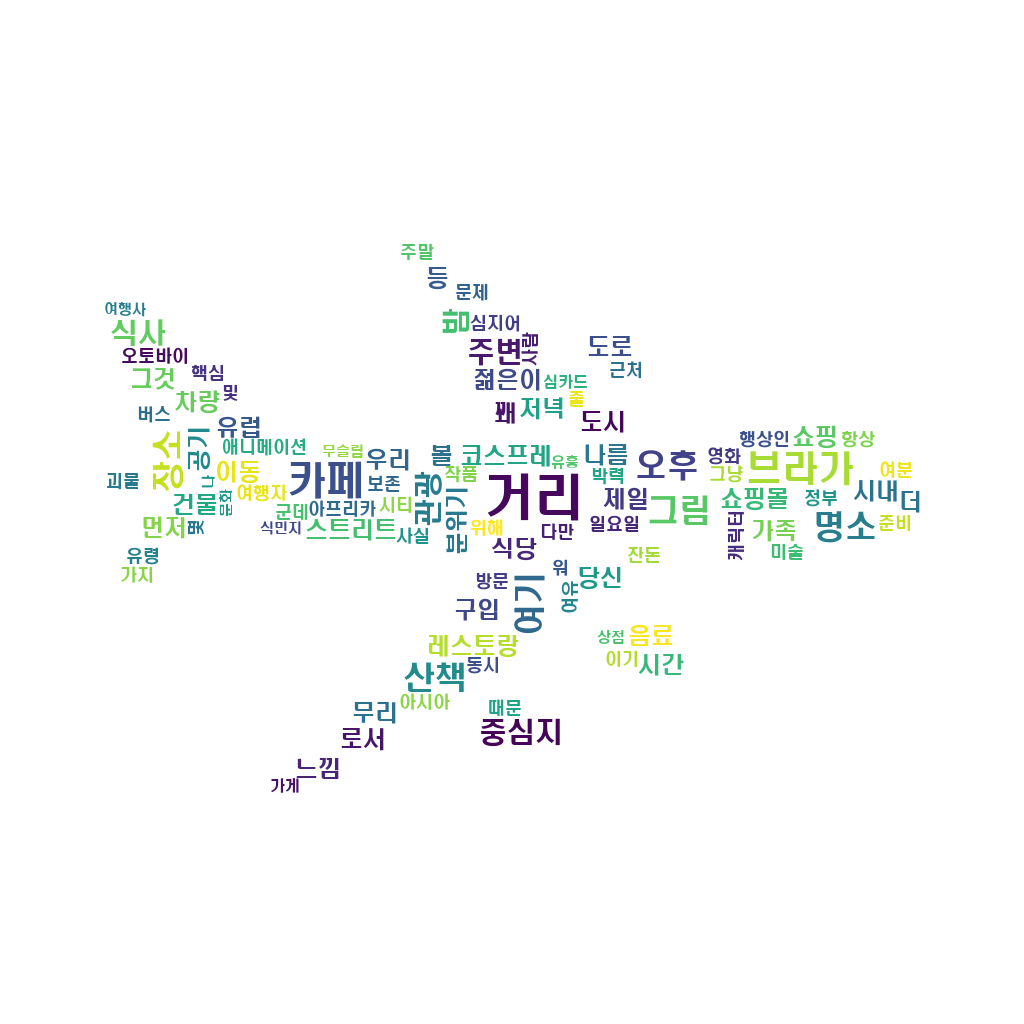 주말
등
문제
여행사
밤
심지어
식사
주변
사람
도로
오토바이
근처
그것
핵심
젊은이
심카드
차량
및
줄
버스
꽤
저녁
도시
유럽
장소
공기
애니메이션
무슬림
우리
볼
코스프레
유흥
나름
행상인
쇼핑
항상
영화
괴물
나
이동
카페
보존
작품
박력
오후
그냥
브라가
여분
건물
문화
여행자
관광
거리
제일
쇼핑몰
정부
시내
더
군데
아프리카
시티
분위기
그림
먼저
몇
식민지
스트리트
사실
위해
다만
일요일
캐릭터
가족
명소
준비
유령
식당
잔돈
미술
가지
방문
여기
워
당신
구입
여유
레스토랑
상점
음료
산책
동시
이기
시간
아시아
때문
무리
로서
중심지
느낌
가게